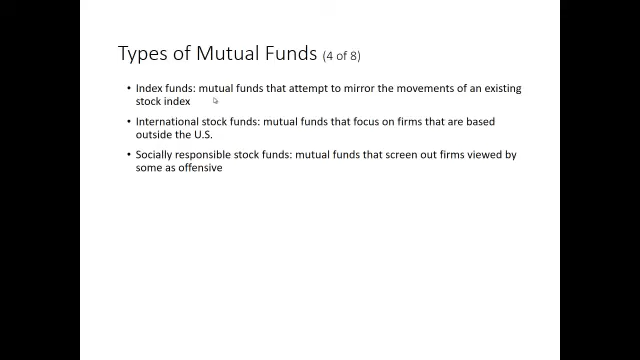 Types of Mutual Funds (4 of 8)
• Index funds: mutual funds that attempt to mirror the movements of an existing
stock index
• International stock funds: mutual funds that focus on firms that are based
outside the U.S.
• Socially responsible stock funds: mutual funds that screen out firms viewed by
some as offensive